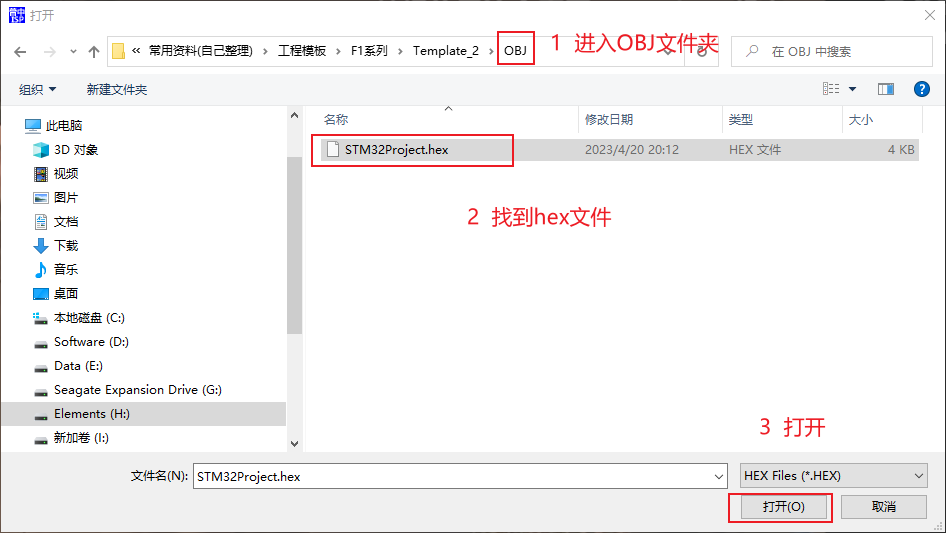 普中
ISP
打开
« 常用资料(自己整理) › 工程模板 › F1系列 › Template_2 › OBJ
1 进入OBJ文件夹
在 OBJ 中搜索
组织
新建文件夹
名称
修改日期
类型
大小
STM32Project.hex
2023/4/20 20:12
HEX 文件
4 KB
2 找到hex文件
此电脑
3D 对象
视频
图片
文档
下载
音乐
桌面
本地磁盘 (C:)
Software (D:)
Data (E:)
Seagate Expansion Drive (G:)
Elements (H:)
新加卷 (I:)
3 打开
文件名(N):
STM32Project.hex
HEX Files (*.HEX)
打开(O)
取消